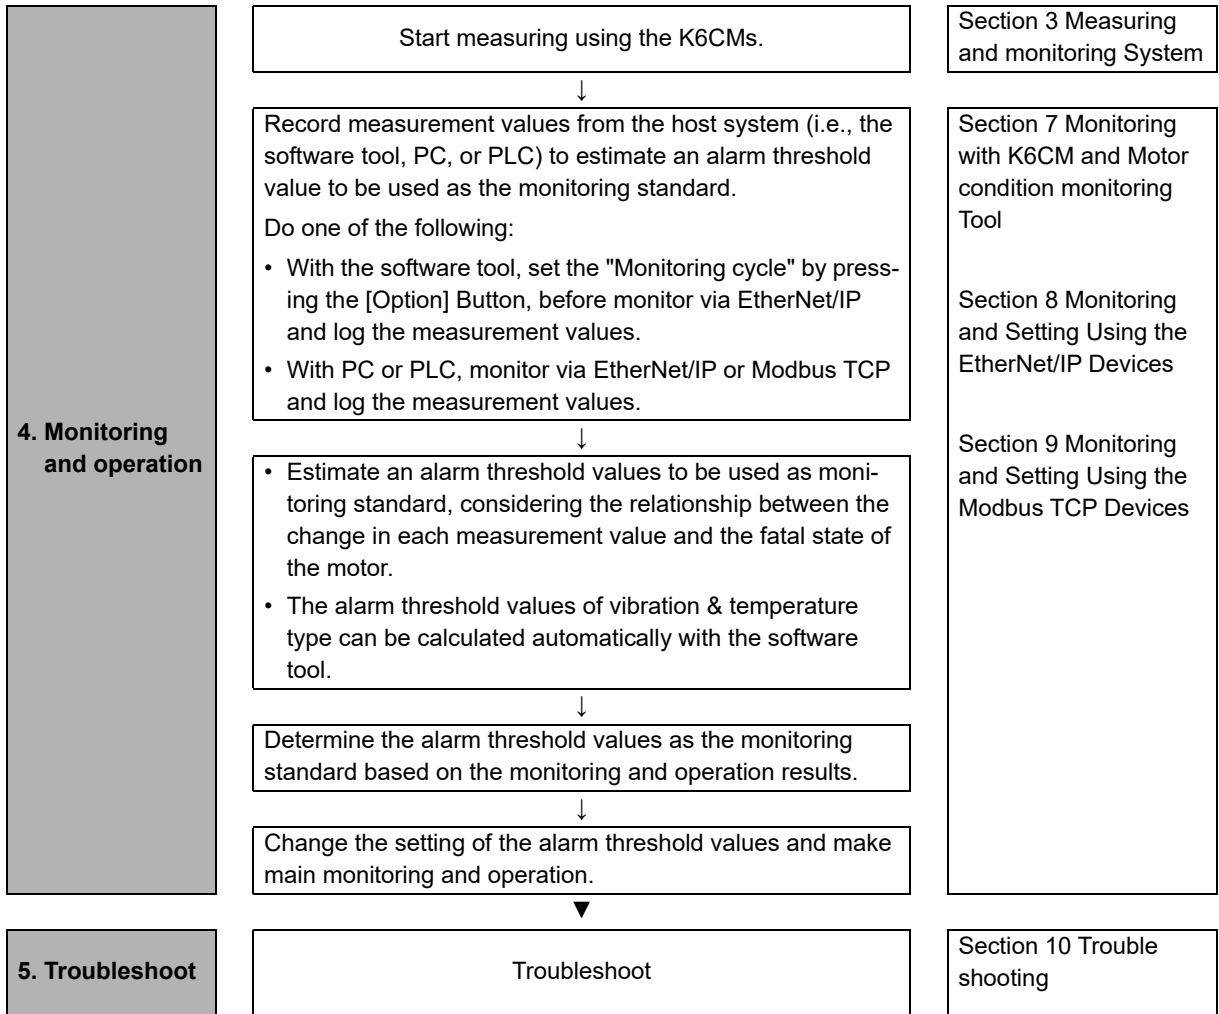 Start measuring using the K6CMs.
Section 3 Measuring
and monitoring System
↓
4. Monitoring
and operation
Record measurement values from the host system (i.e., the
software tool, PC, or PLC) to estimate an alarm threshold
value to be used as the monitoring standard.
Do one of the following:
• With the software tool, set the "Monitoring cycle" by press-
ing the [Option] Button, before monitor via EtherNet/IP
and log the measurement values.
• With PC or PLC, monitor via EtherNet/IP or Modbus TCP
and log the measurement values.
↓
• Estimate an alarm threshold values to be used as moni-
toring standard, considering the relationship between the
change in each measurement value and the fatal state of
the motor.
• The alarm threshold values of vibration & temperature
type can be calculated automatically with the software
tool.
↓
Determine the alarm threshold values as the monitoring
standard based on the monitoring and operation results.
↓
Change the setting of the alarm threshold values and make
main monitoring and operation.
▼
Section 7 Monitoring
with K6CM and Motor
condition monitoring
Tool
Section 8 Monitoring
and Setting Using the
EtherNet/IP Devices
Section 9 Monitoring
and Setting Using the
Modbus TCP Devices
5. Troubleshoot
Troubleshoot
Section 10 Trouble
shooting